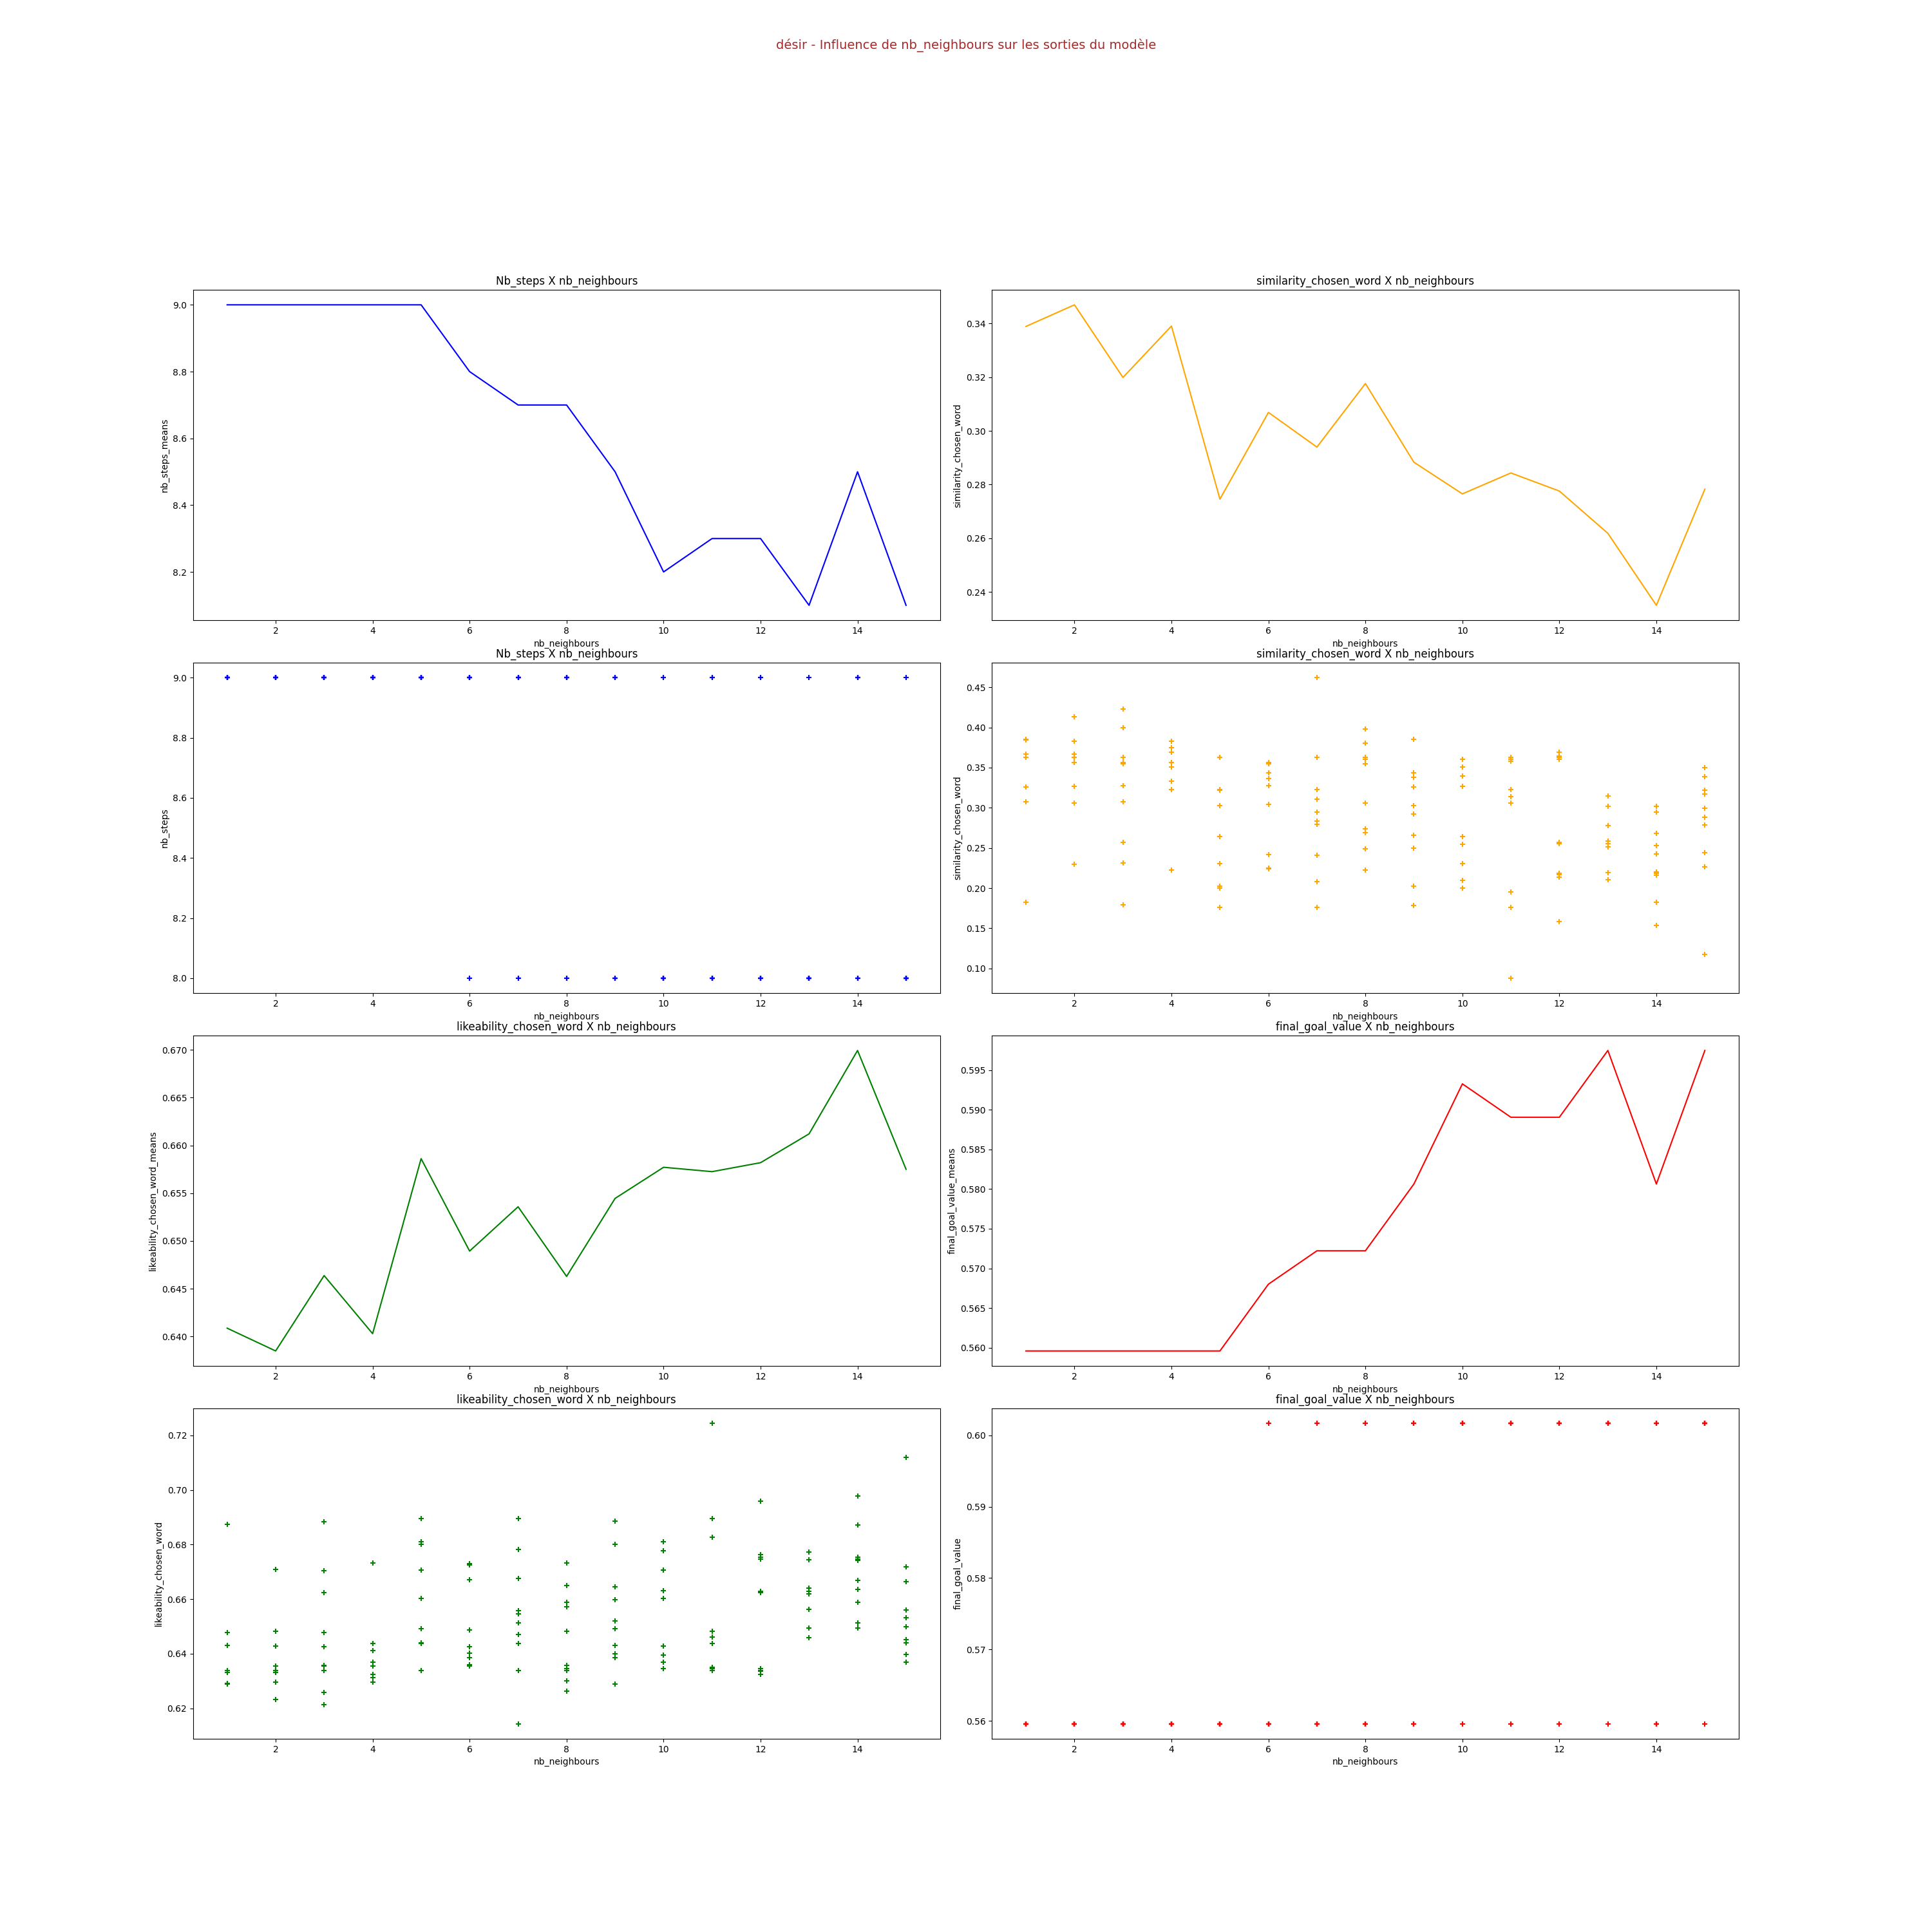 désir - Influence de nb_neighbours sur les sorties du modèle
Nb_steps X nb_neighbours
nb_steps_means
9.0
8.8
8.6
8.4
8.2
2 4 6 8 10 12 14
nb_neighbours
similarity_chosen_word X nb_neighbours
similarity_chosen_word
0.34
0.32
0.30
0.28
0.26
0.24
2 4 6 8 10 12 14
nb_neighbours
Nb_steps X nb_neighbours
nb_steps
9.0
8.8
8.6
8.4
8.2
8.0
2 4 6 8 10 12 14
nb_neighbours
similarity_chosen_word X nb_neighbours
similarity_chosen_word
0.45
0.40
0.35
0.30
0.25
0.20
0.15
0.10
2 4 6 8 10 12 14
nb_neighbours
likeability_chosen_word X nb_neighbours
likeability_chosen_word_means
0.670
0.665
0.660
0.655
0.650
0.645
0.640
2 4 6 8 10 12 14
nb_neighbours
final_goal_value X nb_neighbours
final_goal_value_means
0.595
0.590
0.585
0.580
0.575
0.570
0.565
0.560
2 4 6 8 10 12 14
nb_neighbours
likeability_chosen_word X nb_neighbours
likeability_chosen_word
0.72
0.70
0.68
0.66
0.64
0.62
2 4 6 8 10 12 14
nb_neighbours
final_goal_value X nb_neighbours
final_goal_value
0.60
0.59
0.58
0.57
0.56
2 4 6 8 10 12 14
nb_neighbours